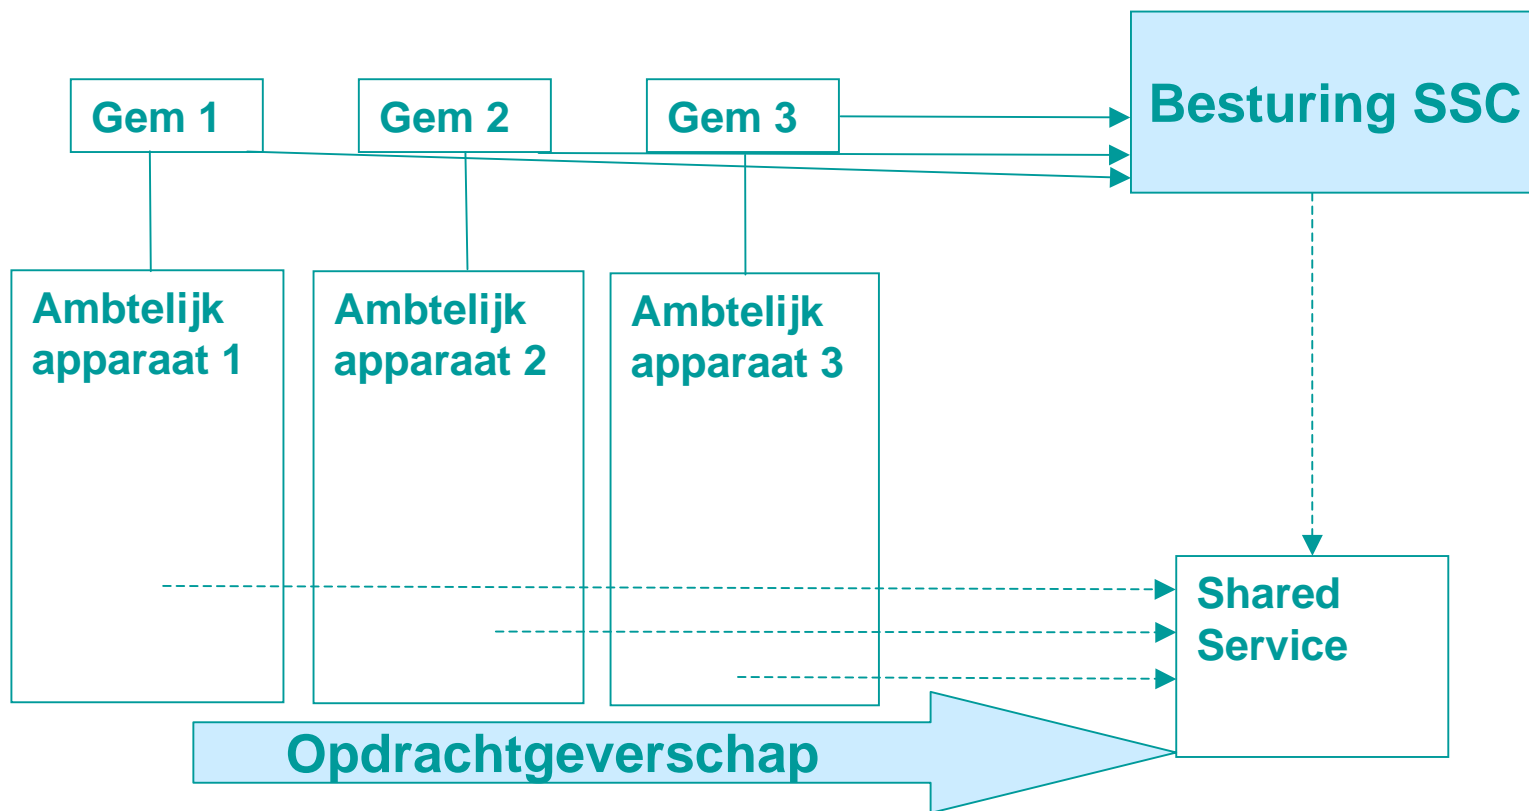 Gem 1
Gem 2
Gem 3
Besturing SSC
Ambtelijk
apparaat 1
Ambtelijk
apparaat 2
Ambtelijk
apparaat 3
Shared
Service
Opdrachtgeverschap